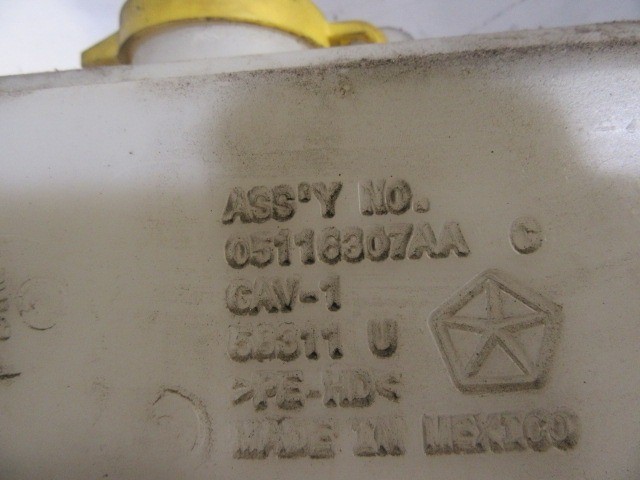 ASS'Y NO.
05116307AA C
CAV-1
58311 U
>PE-HD<
MADE IN MEXICO